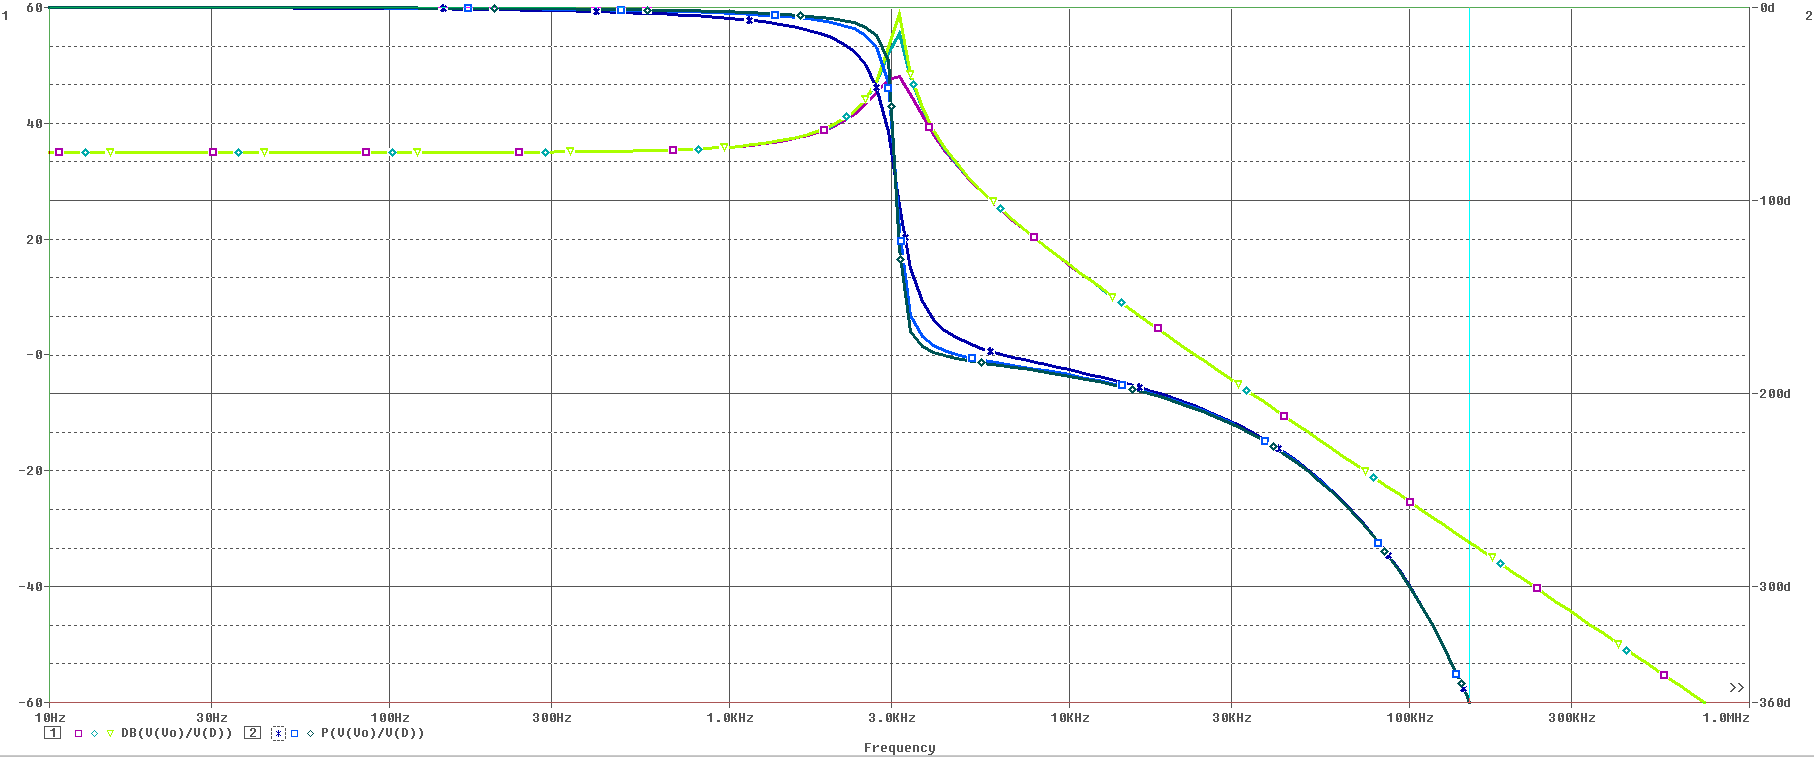 1 60 -0d 2
40
-100d
20
-0
-200d
-20
-40 -300d
>>
-60 -360d
10Hz 30Hz 100Hz 300Hz 1.0KHz 3.0KHz 10KHz 30KHz 100KHz 300KHz 1.0MHz
1 DB(V(Vo)/V(D)) 2 P(V(Vo)/V(D))
Frequency